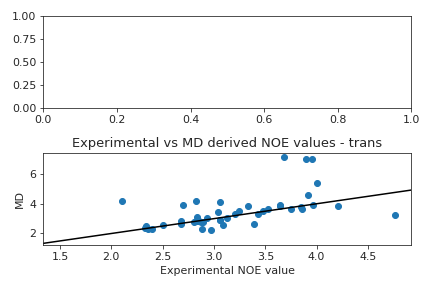 1.00
0.75
0.50
0.25
0.00
0.0 0.2 0.4 0.6 0.8 1.0
Experimental vs MD derived NOE values - trans
6
4
2
MD
1.5 2.0 2.5 3.0 3.5 4.0 4.5
Experimental NOE value